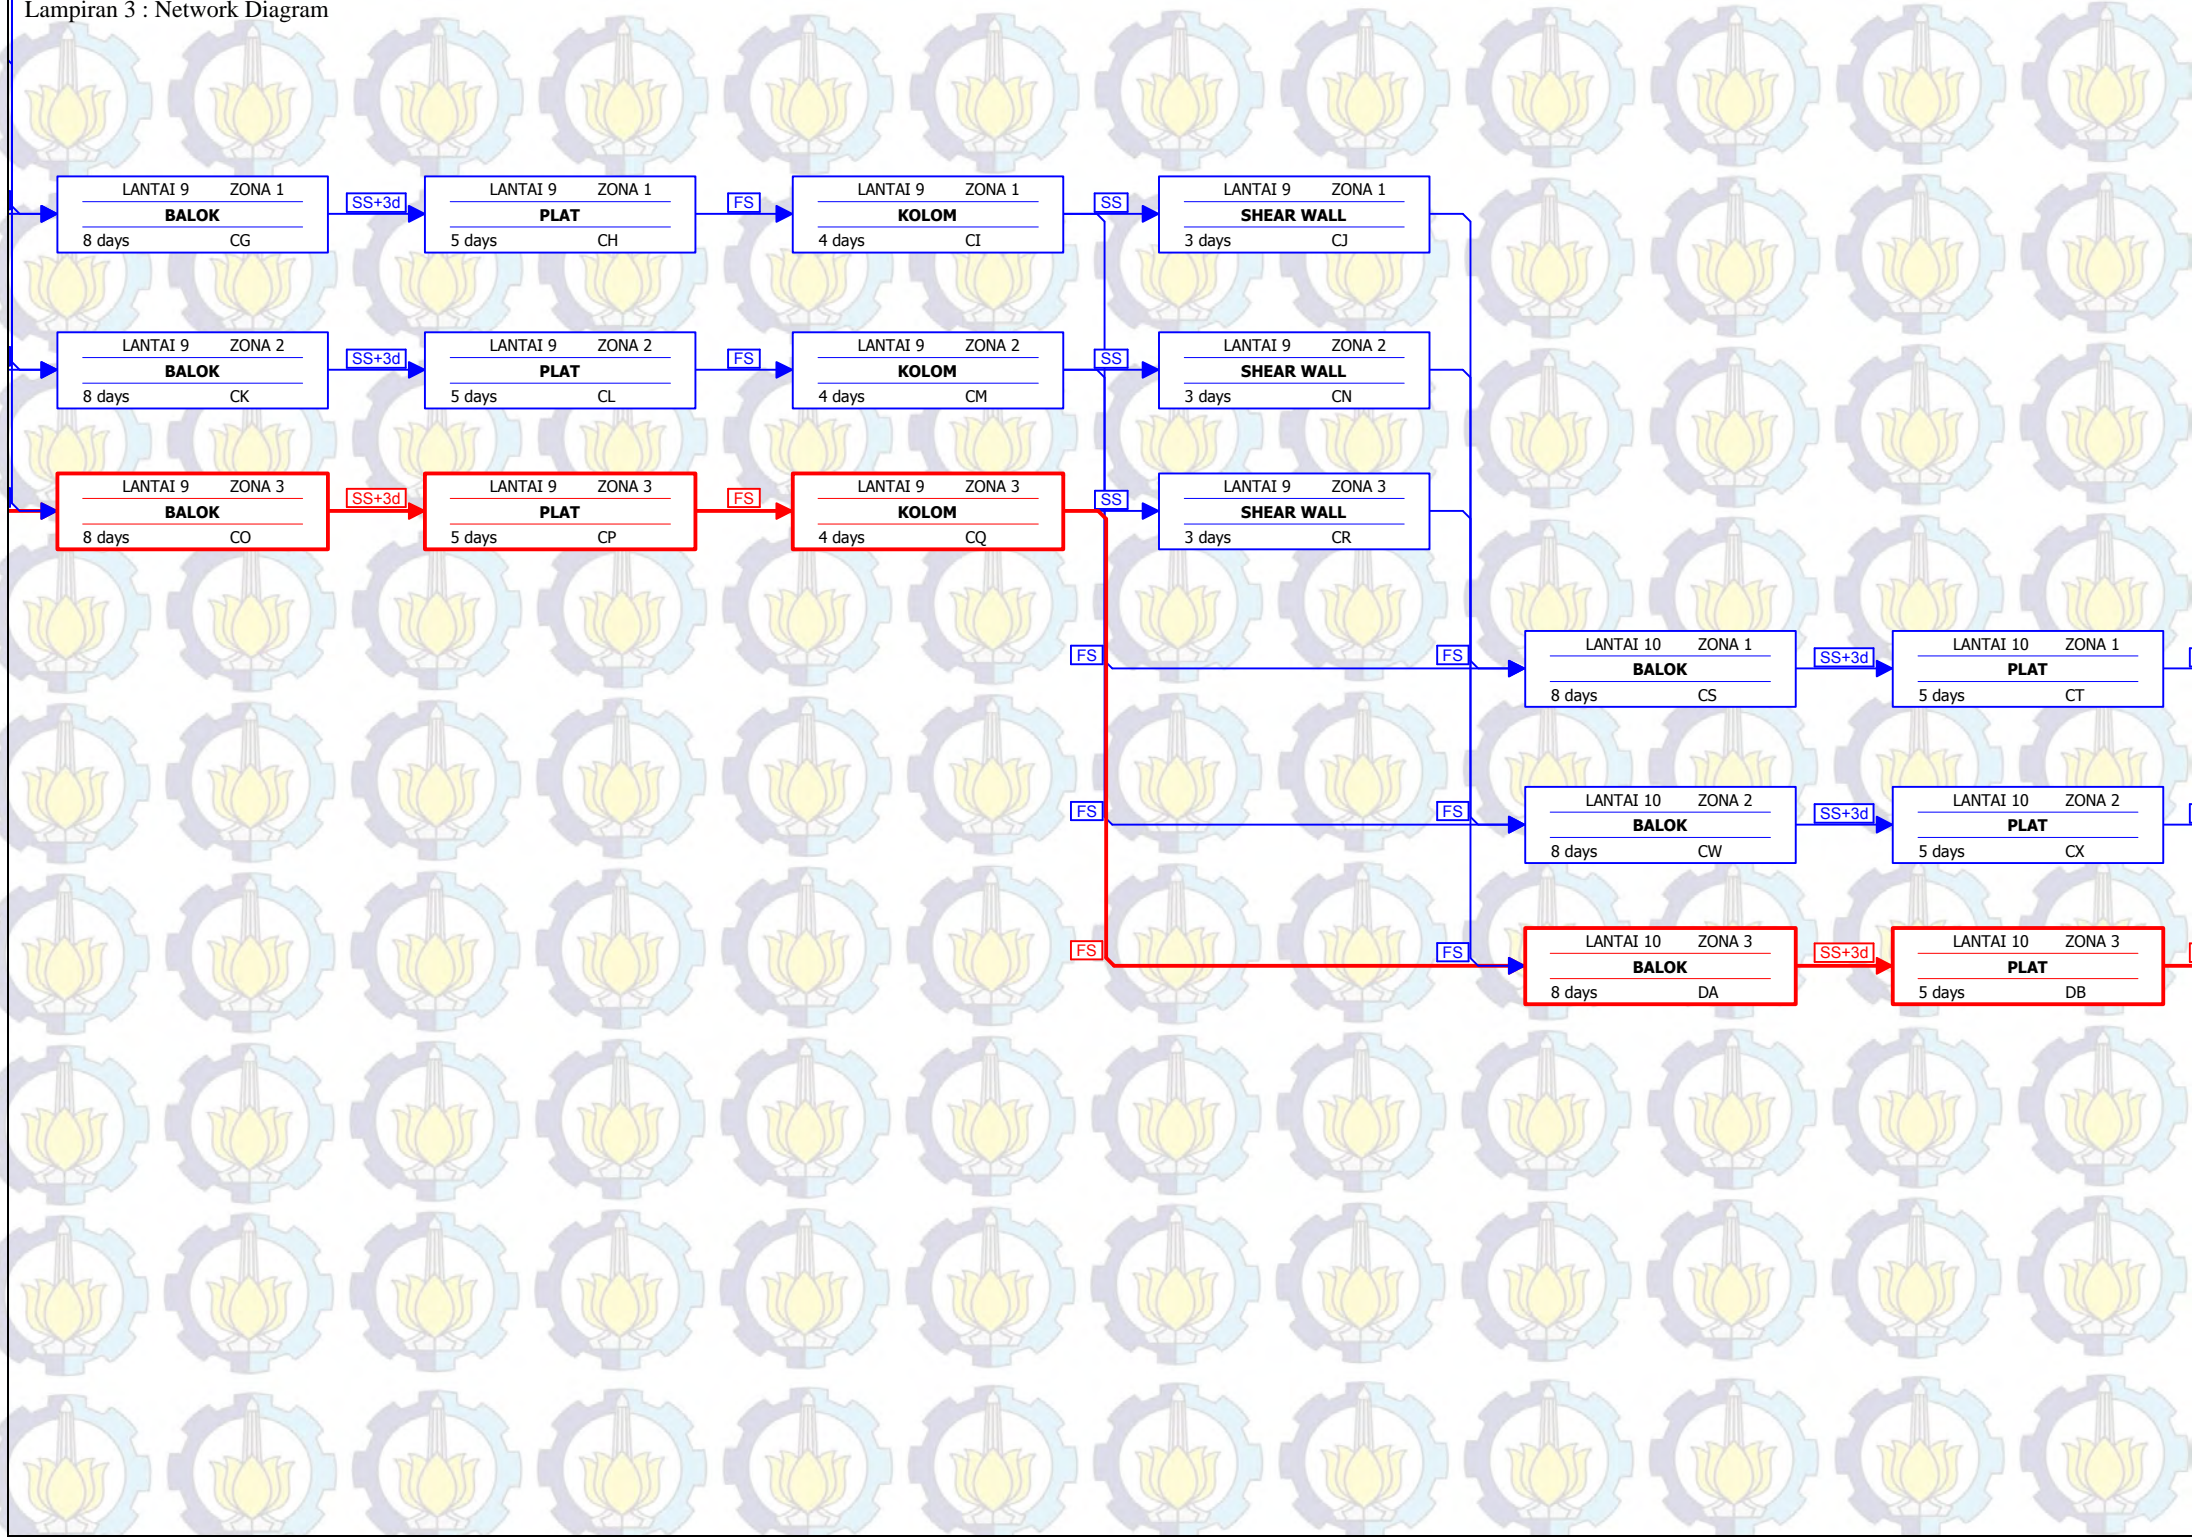 Lampiran 3 : Network Diagram
LANTAI 9 ZONA 1
BALOK
8 days CG
SS+3d
LANTAI 9 ZONA 1
PLAT
5 days CH
FS
LANTAI 9 ZONA 1
KOLOM
4 days CI
SS
LANTAI 9 ZONA 1
SHEAR WALL
3 days CJ
LANTAI 9 ZONA 2
BALOK
8 days CK
SS+3d
LANTAI 9 ZONA 2
PLAT
5 days CL
FS
LANTAI 9 ZONA 2
KOLOM
4 days CM
SS
LANTAI 9 ZONA 2
SHEAR WALL
3 days CN
LANTAI 9 ZONA 3
BALOK
8 days CO
SS+3d
LANTAI 9 ZONA 3
PLAT
5 days CP
FS
LANTAI 9 ZONA 3
KOLOM
4 days CQ
SS
LANTAI 9 ZONA 3
SHEAR WALL
3 days CR
FS
FS
LANTAI 10 ZONA 1
BALOK
8 days CS
SS+3d
LANTAI 10 ZONA 1
PLAT
5 days CT
FS
FS
LANTAI 10 ZONA 2
BALOK
8 days CW
SS+3d
LANTAI 10 ZONA 2
PLAT
5 days CX
FS
FS
LANTAI 10 ZONA 3
BALOK
8 days DA
SS+3d
LANTAI 10 ZONA 3
PLAT
5 days DB